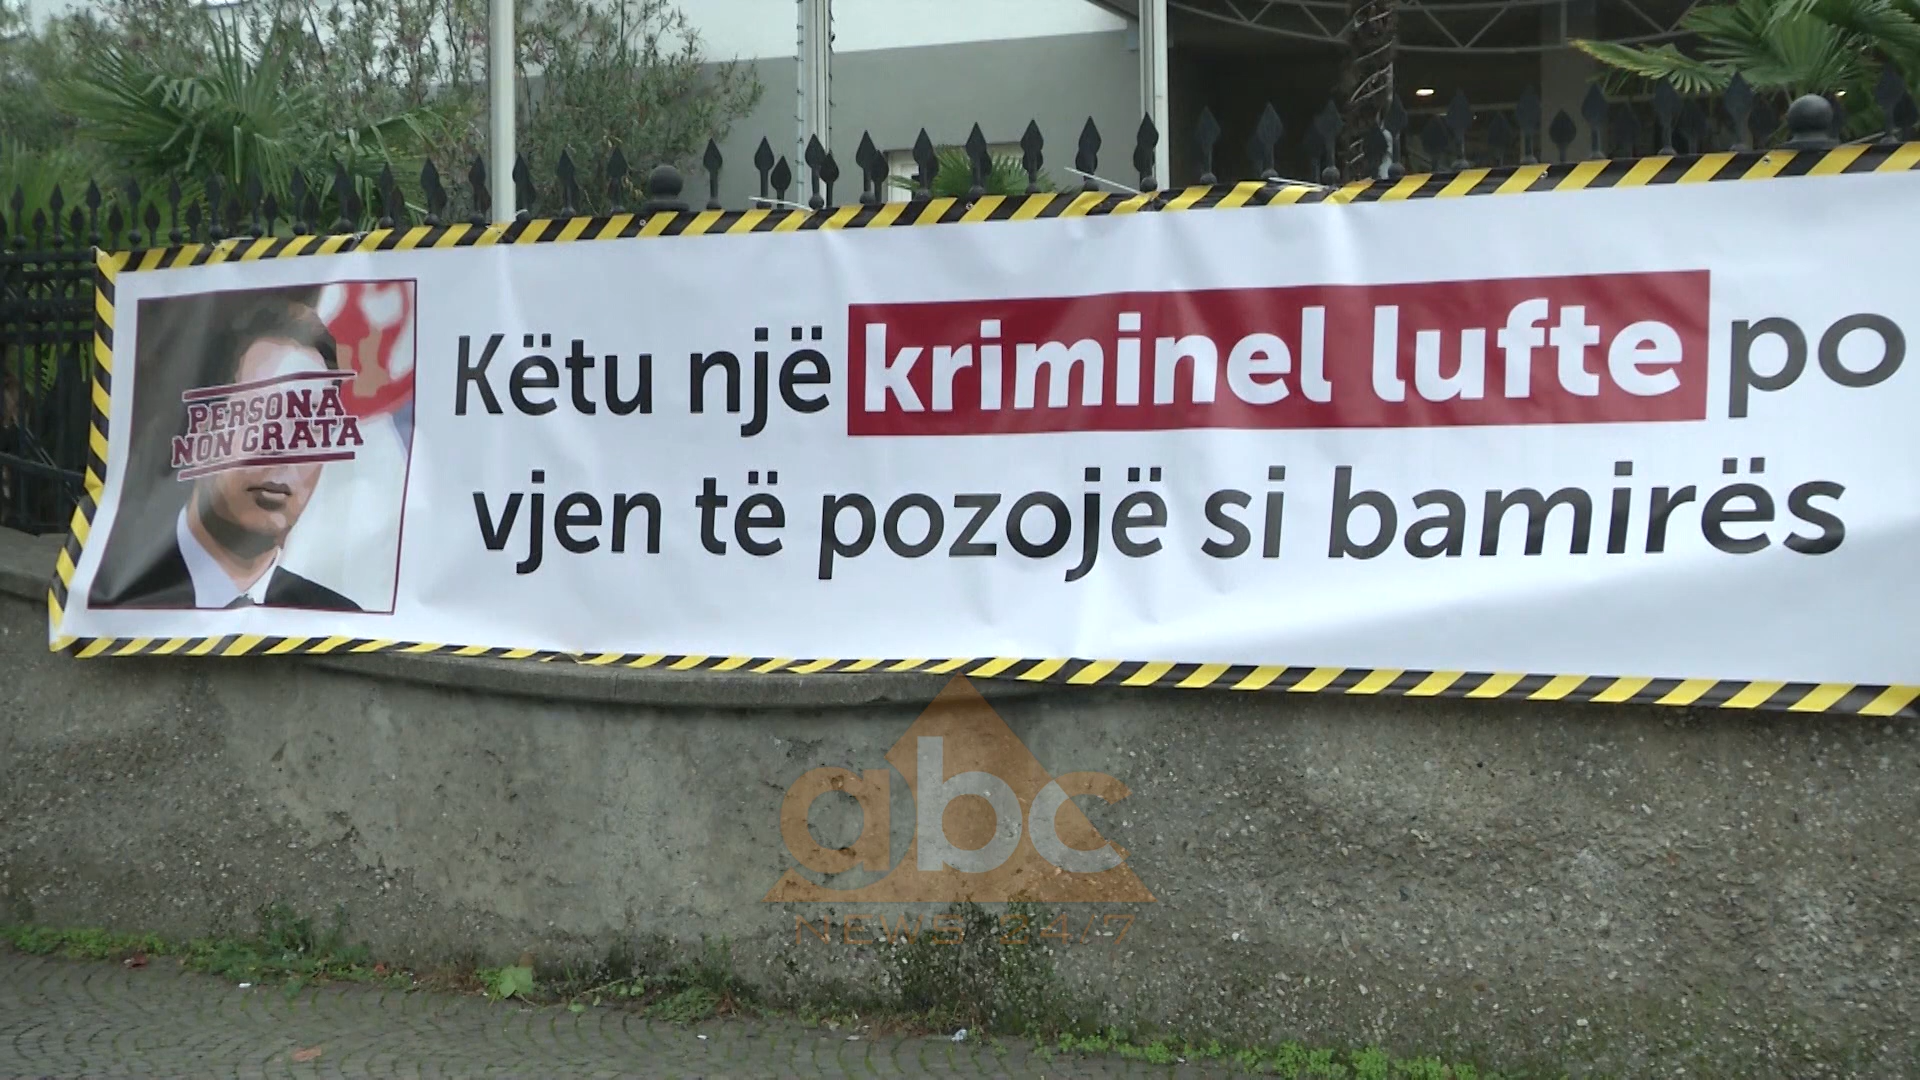 PERSONA
NON GRATA
Këtu një kriminel lufte po
vjen të pozojë si bamirës
abc
NEWS 24/7